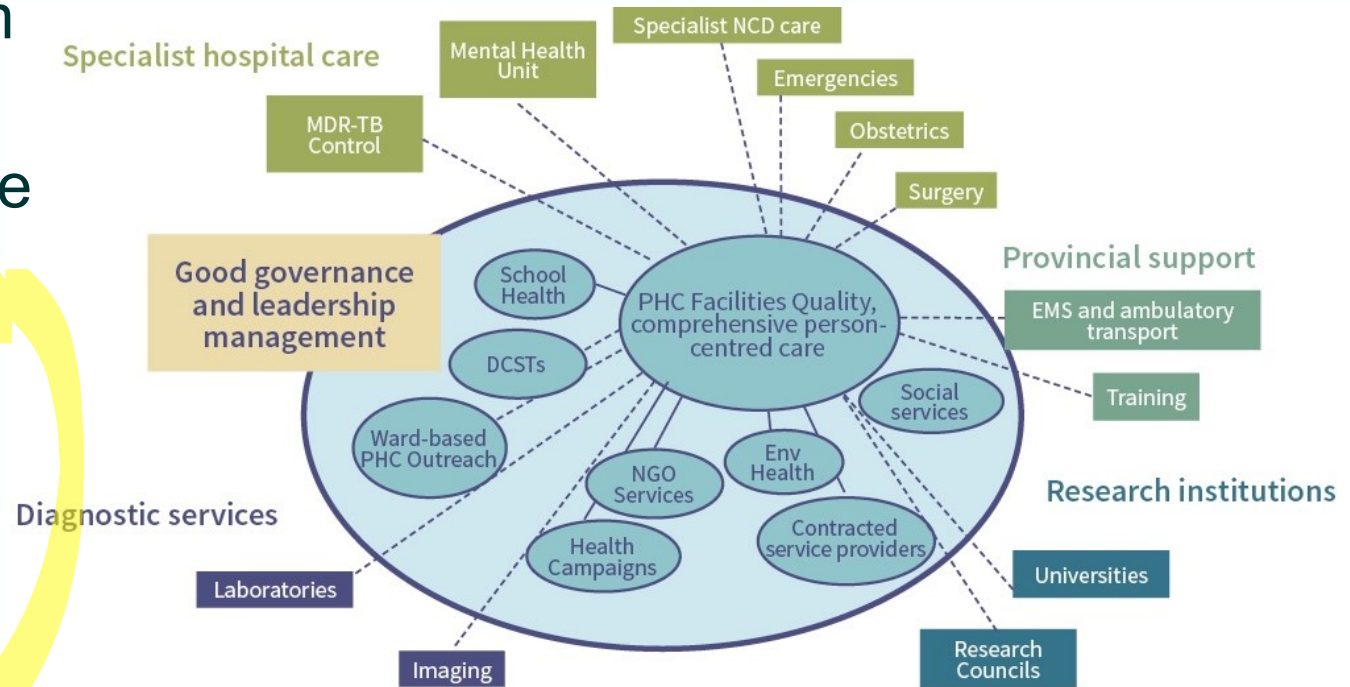 n
e
Specialist hospital care
Mental Health
Unit
Specialist NCD care
Emergencies
MDR-TB
Control
Obstetrics
Surgery
Good governance
and leadership
management
School
Health
PHC Facilities Quality,
comprehensive person-
centred care
Provincial support
EMS and ambulatory
transport
DCSTs
Training
Social
services
Ward-based
PHC Outreach
NGO
Services
Env
Health
Research institutions
Diagnostic services
Contracted
service providers
Health
Campaigns
Laboratories
Universities
Imaging
Research
Councils